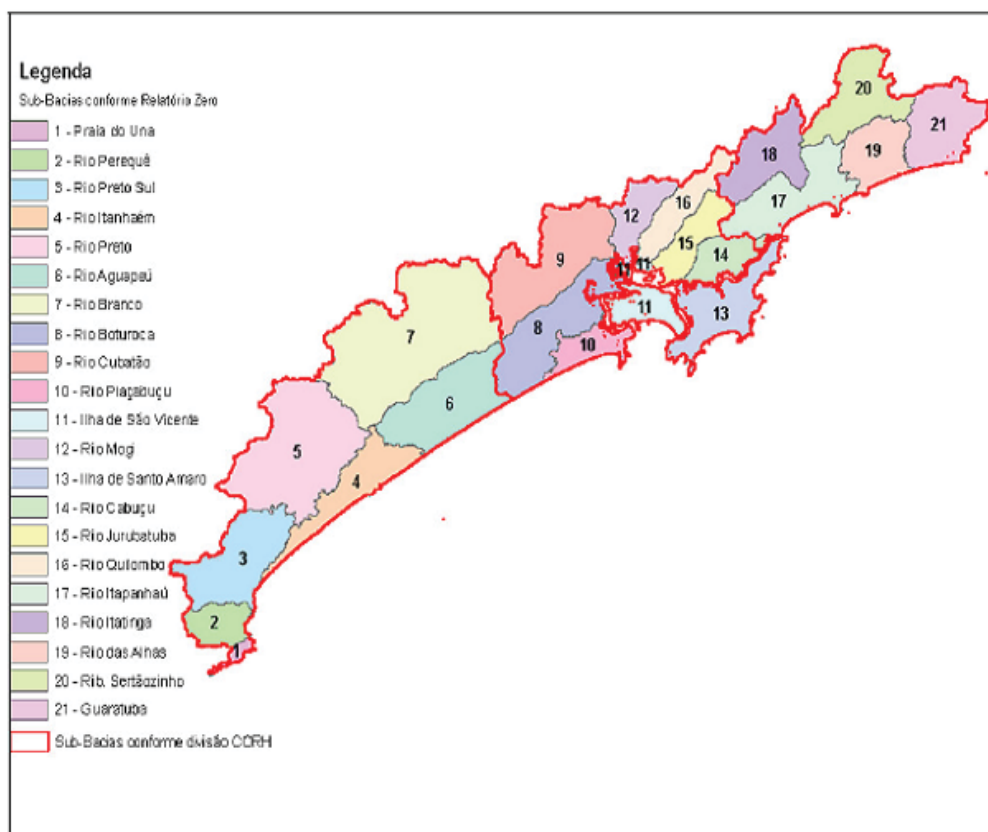 Legenda
Sub-Bacias conforme Relatório Zero
1 - Praia do Una
2 - Rio Perequê
3 - Rio Preto Sul
4 - Rio Itanhaém
5 - Rio Preto
6 - Rio Aguapeú
7 - Rio Branco
8 - Rio Boturoca
9 - Rio Cubatão
10 - Rio Piaçabuçu
11 - Ilha de São Vicente
12 - Rio Mogi
13 - Ilha de Santo Amaro
14 - Rio Cabuçu
15 - Rio Jurubatuba
16 - Rio Quilombo
17 - Rio Itapanhaú
18 - Rio Itatinga
19 - Rio das Alhas
20 - Rib. Sertãozinho
21 - Guaratuba
Sub-Bacias conforme divisão CORHI
20
21
19
18
17
16
12
15
14
9
11
11
11
13
8
10
7
6
5
4
3
2
1